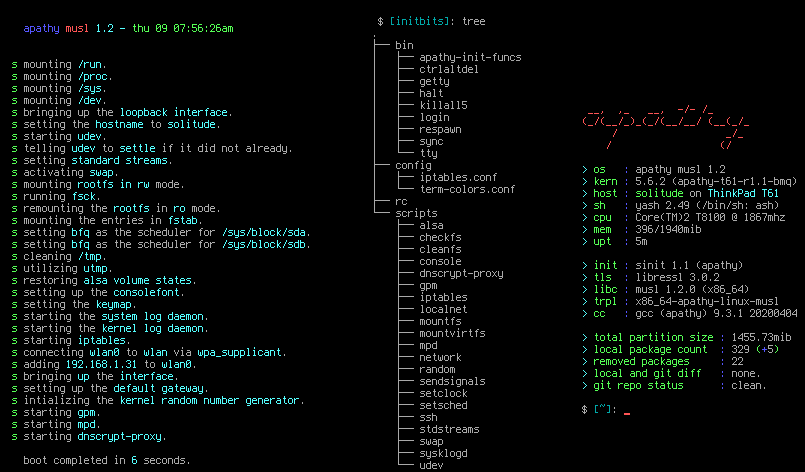 apathy musl 1.2 - thu 09 07:56:26am
s mounting /run.
s mounting /proc.
s mounting /sys.
s mounting /dev.
s bringing up the loopback interface.
s setting the hostname to solitude.
s starting udev.
s telling udev to settle if it did not already.
s setting standard streams.
s activating swap.
s mounting rootfs in rw mode.
s running fsck.
s remounting the rootfs in ro mode.
s mounting the entries in fstab.
s setting bfq as the scheduler for /sys/block/sda.
s setting bfq as the scheduler for /sys/block/sdb.
s cleaning /tmp.
s utilizing utmp.
s restoring alsa volume states.
s setting up the consolefont.
s setting the keymap.
s starting the system log daemon.
s starting the kernel log daemon.
s starting iptables.
s connecting wlan0 to wlan via wpa_supplicant.
s adding 192.168.1.31 to wlan0.
s bringing up the interface.
s setting up the default gateway.
s intializing the kernel random number generator.
s starting gpm.
s starting mpd.
s starting dnscrypt-proxy.
boot completed in 6 seconds.
$ [initbits]: tree
.
├── bin
│   ├── apathy-init-funcs
│   ├── ctrlaltdel
│   ├── getty
│   ├── halt
│   ├── killall5
│   ├── login
│   ├── respawn
│   ├── sync
│   └── tty
├── config
│   ├── iptables.conf
│   └── term-colors.conf
├── rc
└── scripts
    ├── alsa
    ├── checkfs
    ├── cleanfs
    ├── console
    ├── dnscrypt-proxy
    ├── gpm
    ├── iptables
    ├── localnet
    ├── mountfs
    ├── mountvirtfs
    ├── mpd
    ├── network
    ├── random
    ├── sendsignals
    ├── setclock
    ├── setsched
    ├── ssh
    ├── stdstreams
    ├── swap
    ├── sysklogd
    ├── udev
> os   : apathy musl 1.2
> kern : 5.6.2 (apathy-t61-r1.1-bmq)
> host : solitude on ThinkPad T61
> sh   : yash 2.49 (/bin/sh: ash)
> cpu  : Core(TM)2 T8100 @ 1867mhz
> mem  : 396/1940mib
> upt  : 5m
> init : sinit 1.1 (apathy)
> tls  : libressl 3.0.2
> libc : musl 1.2.0 (x86_64)
> trpl : x86_64-apathy-linux-musl
> cc   : gcc (apathy) 9.3.1 20200404
> total partition size : 1455.73mib
> local package count  : 329 (+5)
> removed packages     : 22
> local and git diff   : none.
> git repo status      : clean.
$ [~]: _